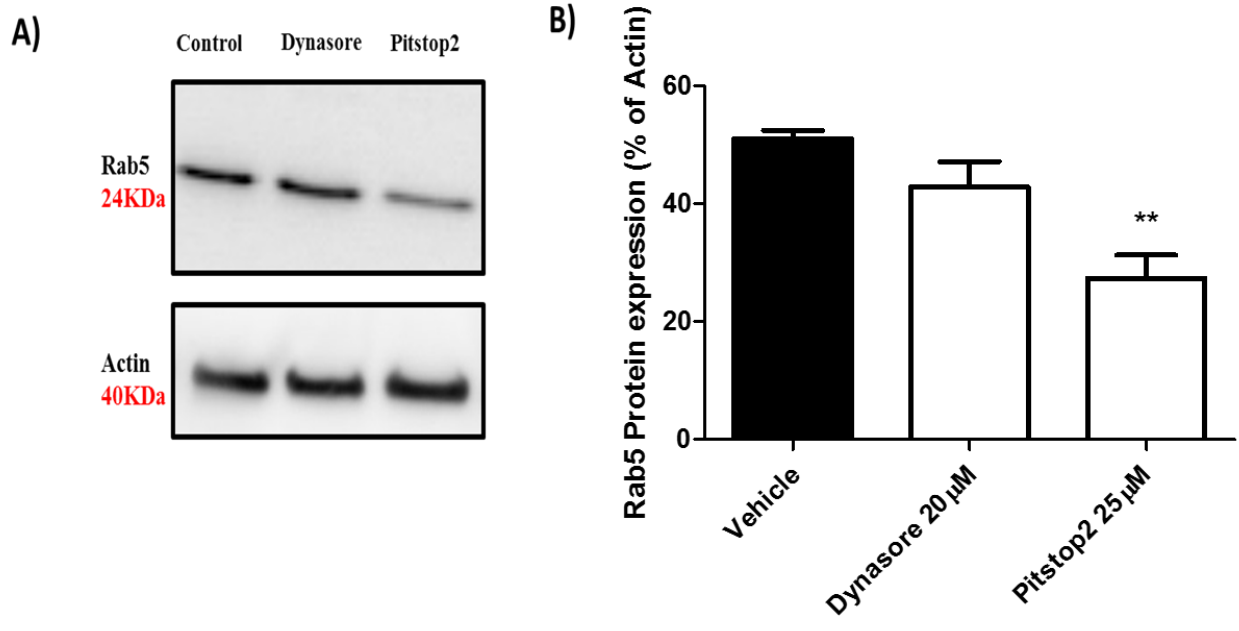 A)
Control Dynasore Pitstop2
Rab5
24KDa
Actin
40KDa
B)
Rab5 Protein expression (% of Actin)
60
40
20
0
**
Vehicle
Dynasore 20 µM
Pitstop2 25 µM